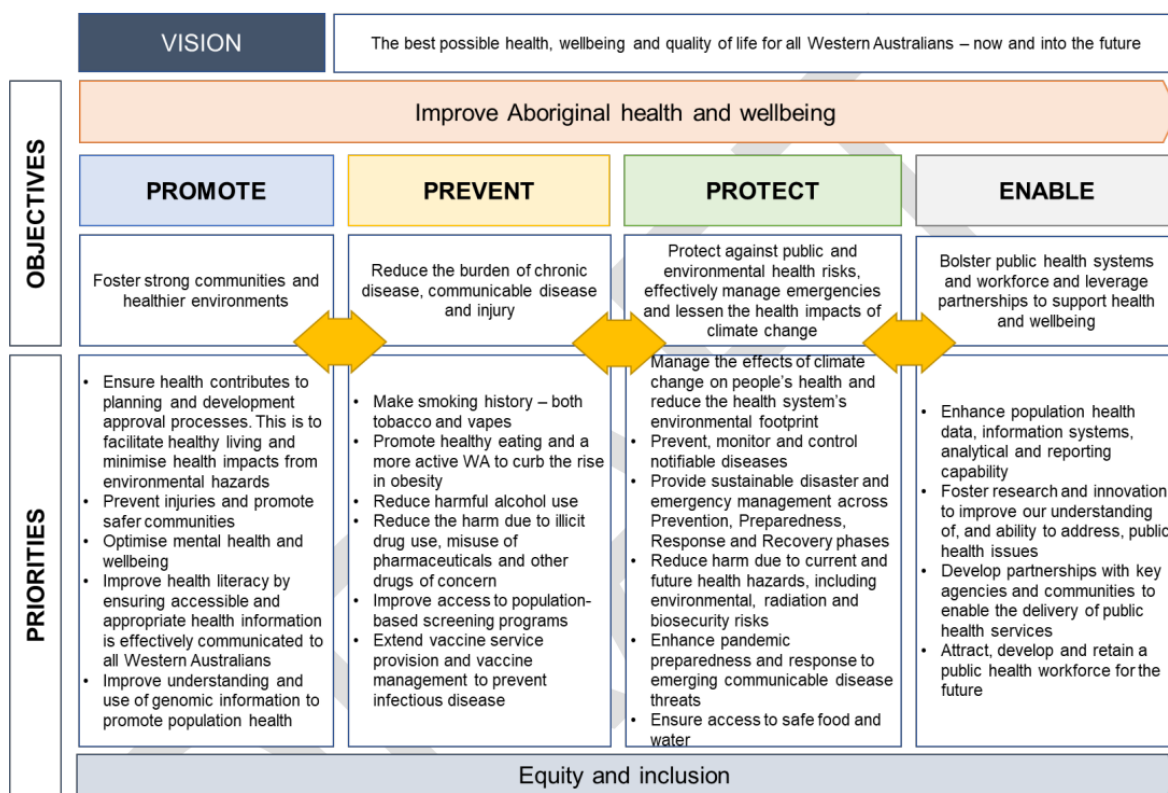 VISION
The best possible health, wellbeing and quality of life for all Western Australians – now and into the future
OBJECTIVES
Improve Aboriginal health and wellbeing
PROMOTE
PREVENT
PROTECT
ENABLE
Foster strong communities and
healthier environments
Reduce the burden of chronic
disease, communicable disease
and injury
Protect against public and
environmental health risks,
effectively manage emergencies
and lessen the health impacts of
climate change
Bolster public health systems
and workforce and leverage
partnerships to support health
and wellbeing
PRIORITIES
• Ensure health contributes to
planning and development
approval processes. This is to
facilitate healthy living and
minimise health impacts from
environmental hazards
• Prevent injuries and promote
safer communities
• Optimise mental health and
wellbeing
• Improve health literacy by
ensuring accessible and
appropriate health information
is effectively communicated to
all Western Australians
• Improve understanding and
use of genomic information to
promote population health
• Make smoking history – both
tobacco and vapes
• Promote healthy eating and a
more active WA to curb the rise
in obesity
• Reduce harmful alcohol use
• Reduce the harm due to illicit
drug use, misuse of
pharmaceuticals and other
drugs of concern
• Improve access to population-
based screening programs
• Extend vaccine service
provision and vaccine
management to prevent
infectious disease
Manage the effects of climate
change on people's health and
reduce the health system's
environmental footprint
• Prevent, monitor and control
notifiable diseases
• Provide sustainable disaster and
emergency management across
Prevention, Preparedness,
Response and Recovery phases
• Reduce harm due to current and
future health hazards, including
environmental, radiation and
biosecurity risks
• Enhance pandemic
preparedness and response to
emerging communicable disease
threats
• Ensure access to safe food and
water
• Enhance population health
data, information systems,
analytical and reporting
capability
• Foster research and innovation
to improve our understanding
of, and ability to address, public
health issues
• Develop partnerships with key
agencies and communities to
enable the delivery of public
health services
• Attract, develop and retain a
public health workforce for the
future
Equity and inclusion